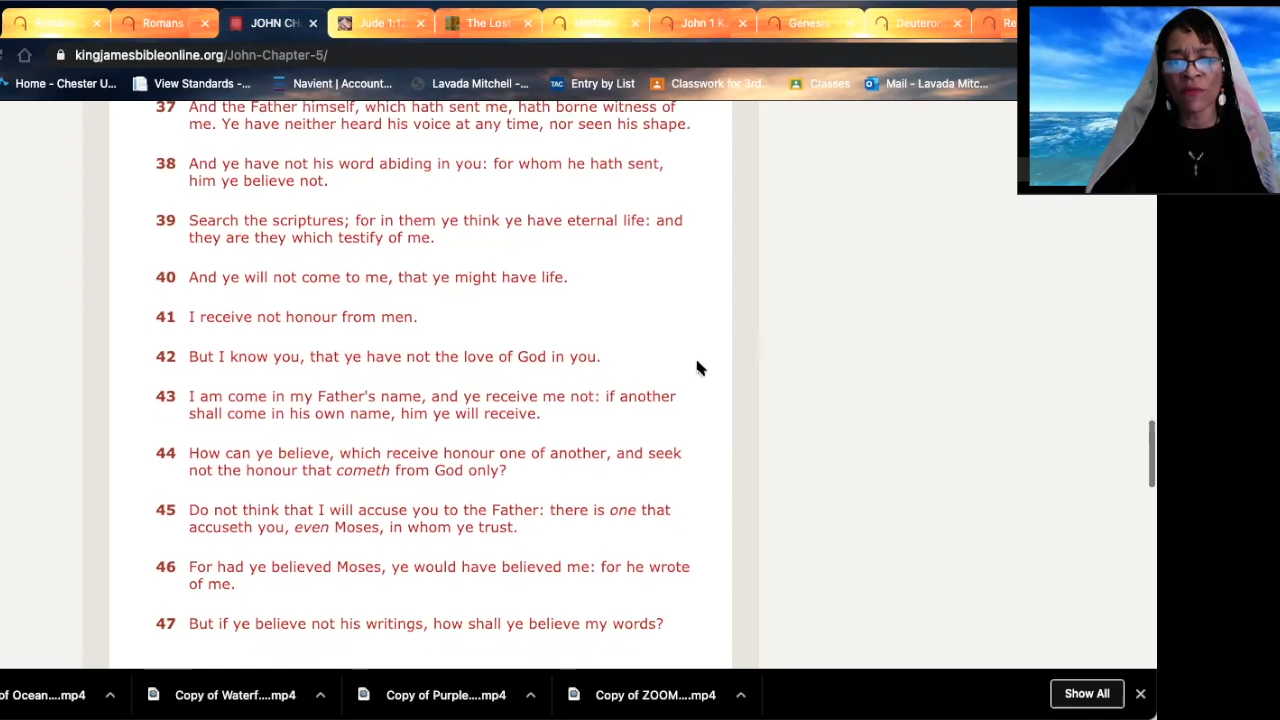 Romans
Romans
JOHN CH
Jude 1:1
The Lost
Matthew
John 1 K
Genesis
Deuteror
Re
kingjamesbibleonline.org/John-Chapter-5/
Home - Chester U...
View Standards -...
Navient | Account...
Lavada Mitchell -...
TAC Entry by List
Classwork for 3rd...
Classes
Mail - Lavada Mitc...
37 And the Father himself, which hath sent me, hath borne witness of
me. Ye have neither heard his voice at any time, nor seen his shape.
38 And ye have not his word abiding in you: for whom he hath sent,
him ye believe not.
39 Search the scriptures; for in them ye think ye have eternal life: and
they are they which testify of me.
40 And ye will not come to me, that ye might have life.
41 I receive not honour from men.
42 But I know you, that ye have not the love of God in you.
43 I am come in my Father's name, and ye receive me not: if another
shall come in his own name, him ye will receive.
44 How can ye believe, which receive honour one of another, and seek
not the honour that cometh from God only?
45 Do not think that I will accuse you to the Father: there is one that
accuseth you, even Moses, in whom ye trust.
46 For had ye believed Moses, ye would have believed me: for he wrote
of me.
47 But if ye believe not his writings, how shall ye believe my words?
of Ocean....mp4
Copy of Waterf....mp4
Copy of Purple....mp4
Copy of ZOOM....mp4
Show All